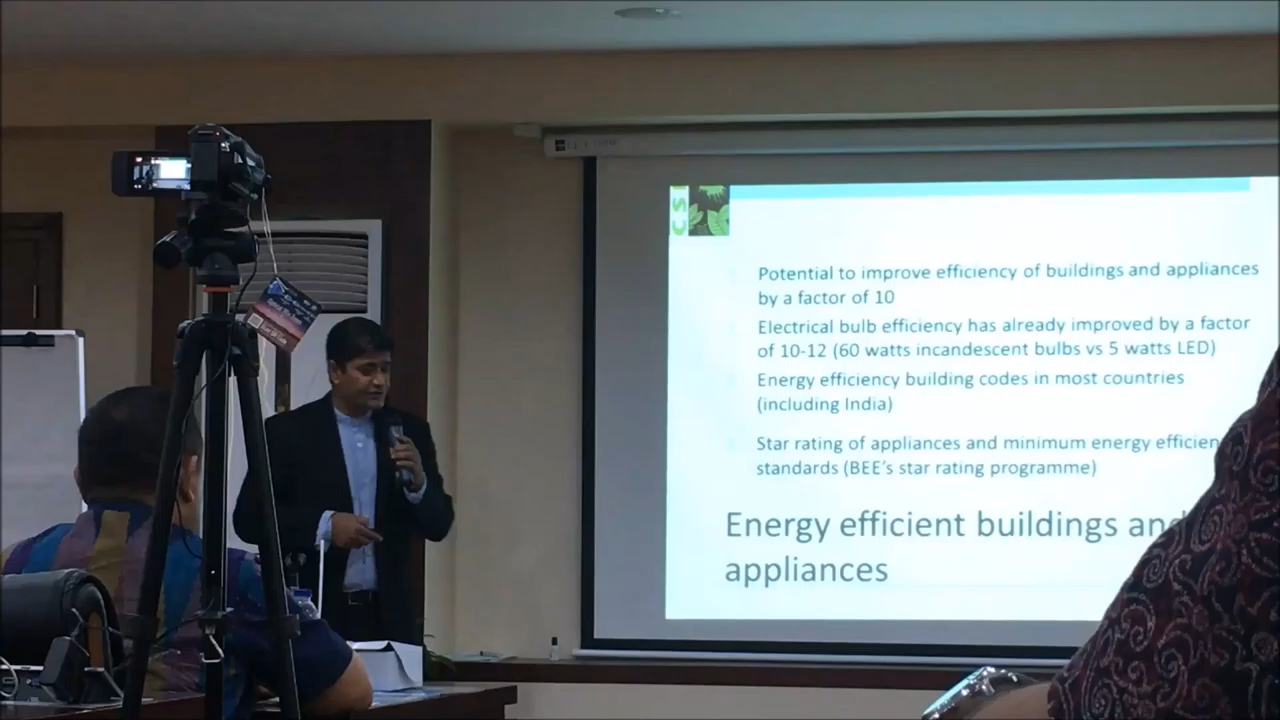 Potential to improve efficiency of buildings and appliances
by a factor of 10
Electrical bulb efficiency has already improved by a factor
of 10-12 (60 watts incandescent bulbs vs 5 watts LED)
Energy efficiency building codes in most countries
(including India)
Star rating of appliances and minimum energy efficien
standards (BEE's star rating programme)
Energy efficient buildings and
appliances